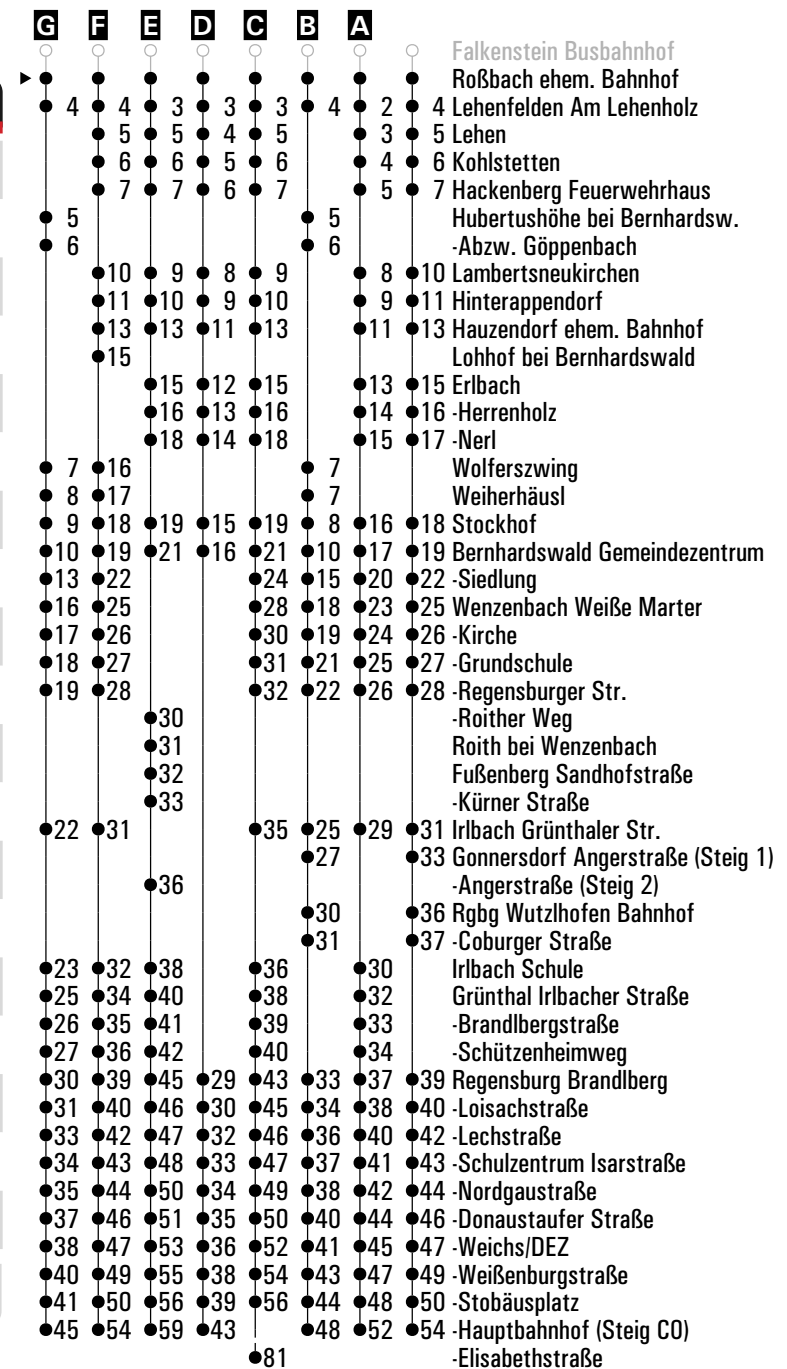 G F E D C B A
Falkenstein Busbahnhof
Roßbach ehem. Bahnhof
4 4 3 3 3 4 2 4 Lehenfelden Am Lehenholz
5 5 4 5 3 5 Lehen
6 6 5 6 4 6 Kohlstetten
7 7 6 7 5 7 Hackenberg Feuerwehrhaus
5 5 Hubertushöhe bei Bernhardsw.
6 6 -Abzw. Göppenbach
10 9 8 9 8 10 Lambertsneukirchen
11 10 9 10 9 11 Hinterappendorf
13 13 11 13 11 13 Hauzendorf ehem. Bahnhof
15 Lohhof bei Bernhardswald
15 12 15 13 15 Erlbach
16 13 16 14 16 -Herrenholz
18 14 18 15 17 -Nerl
7 16 7 Wolferszwing
8 17 7 Weiherhäusl
9 18 19 15 19 8 16 18 Stockhof
10 19 21 16 21 10 17 19 Bernhardswald Gemeindezentrum
13 22 24 15 20 22 -Siedlung
16 25 28 18 23 25 Wenzenbach Weiße Marter
17 26 30 19 24 26 -Kirche
18 27 31 21 25 27 -Grundschule
19 28 32 22 26 28 -Regensburger Str.
30 -Roither Weg
31 Roith bei Wenzenbach
32 Fußenberg Sandhofstraße
33 -Kürner Straße
22 31 35 25 29 31 Irlbach Grünthaler Str.
27 33 Gonnersdorf Angerstraße (Steig 1)
36 -Angerstraße (Steig 2)
30 36 Rgbg Wutzlhofen Bahnhof
31 37 -Coburger Straße
23 32 38 36 30 Irlbach Schule
25 34 40 38 32 Grünthal Irlbacher Straße
26 35 41 39 33 -Brandlbergstraße
27 36 42 40 34 -Schützenheimweg
30 39 45 29 43 33 37 39 Regensburg Brandlberg
31 40 46 30 45 34 38 40 -Loisachstraße
33 42 47 32 46 36 40 42 -Lechstraße
34 43 48 33 47 37 41 43 -Schulzentrum Isarstraße
35 44 50 34 49 38 42 44 -Nordgaustraße
37 46 51 35 50 40 44 46 -Donaustaufer Straße
38 47 53 36 52 41 45 47 -Weichs/DEZ
40 49 55 38 54 43 47 49 -Weißenburgstraße
41 50 56 39 56 44 48 50 -Stobäusplatz
45 54 59 43 48 52 54 -Hauptbahnhof (Steig C0)
81 -Elisabethstraße